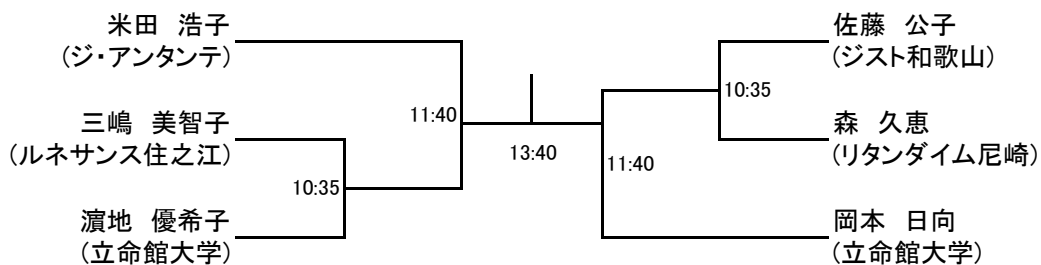 米田　浩子
(ジ・アンタンテ)
三嶋　美智子
(ルネサンス住之江)
濵地　優希子
(立命館大学)
10:35
11:40
13:40
佐藤　公子
(ジスト和歌山)
森　久恵
(リタンダイム尼崎)
岡本　日向
(立命館大学)
10:35
11:40